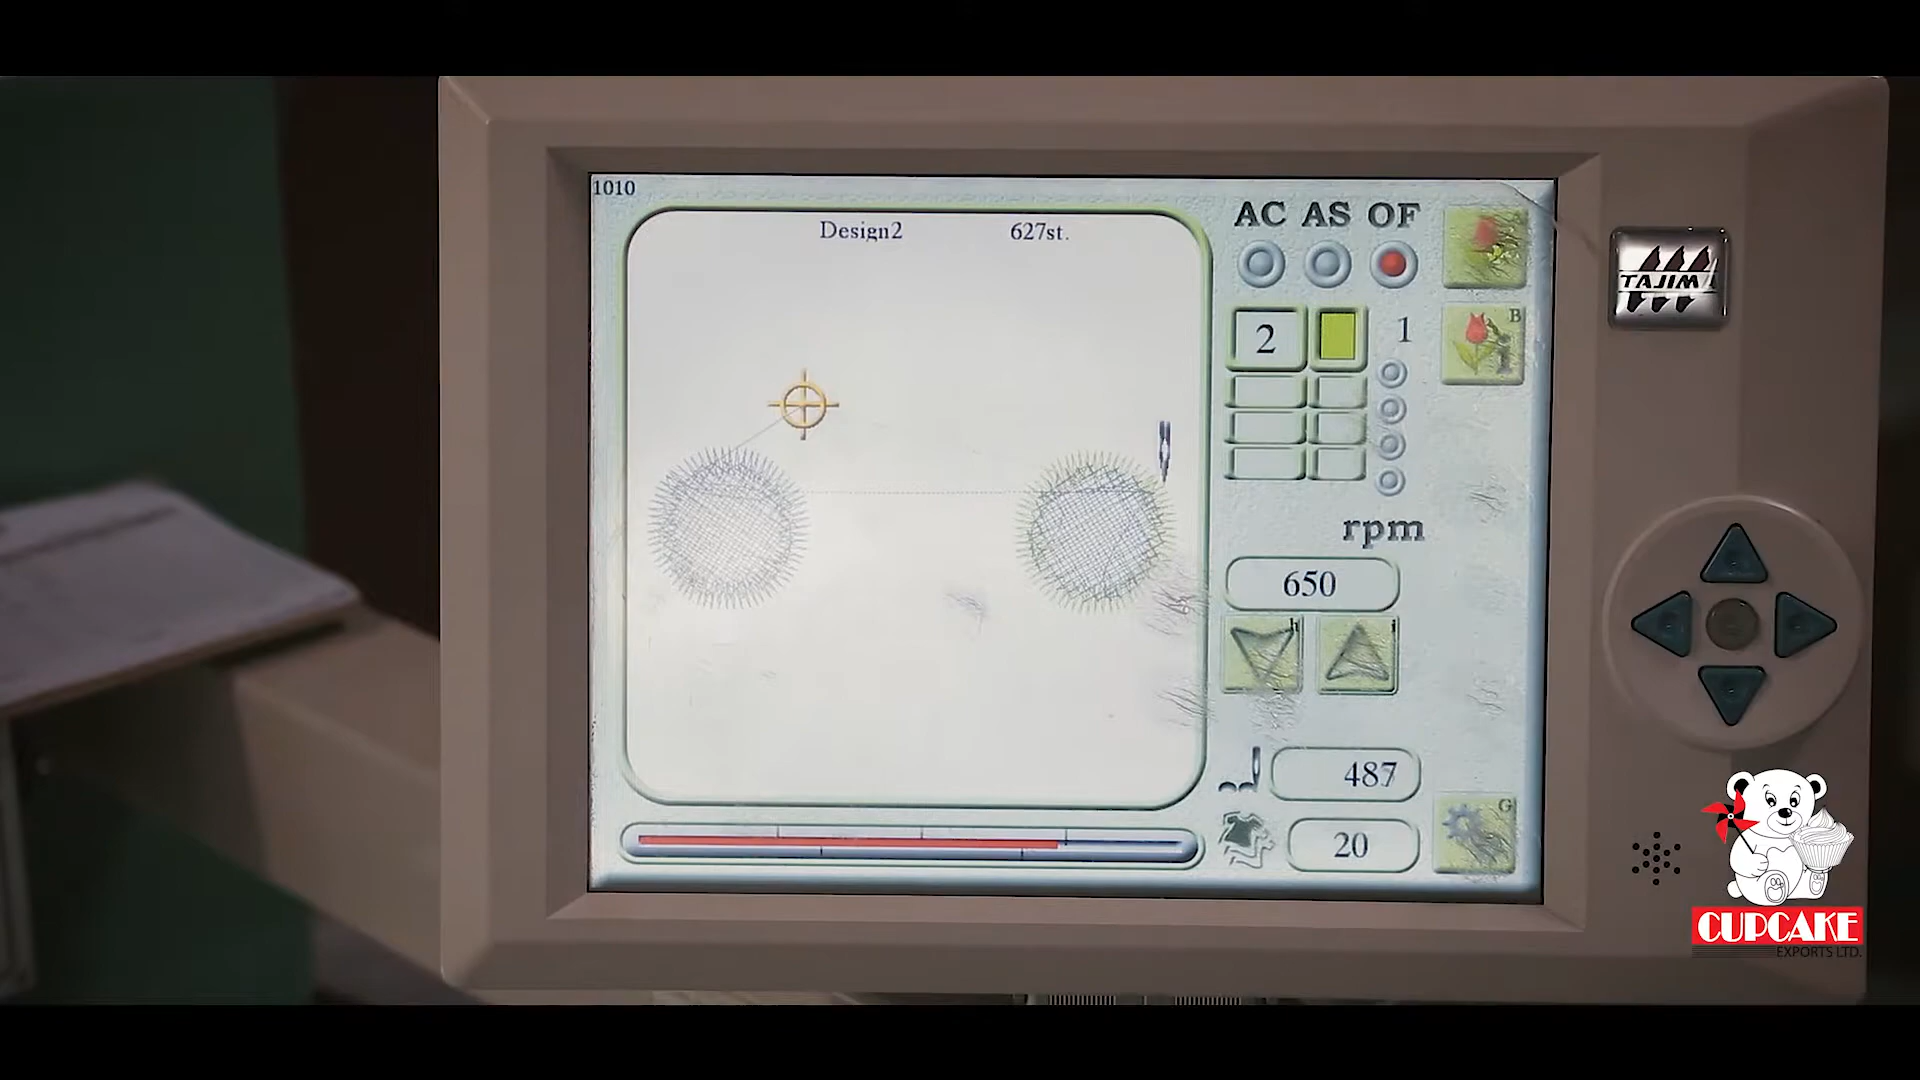 1010
Design2 627st.
AC AS OF
TAJIMA
2 1
B
rpm
650
h i
487
20
G
CUPCAKE
EXPORTS LTD.